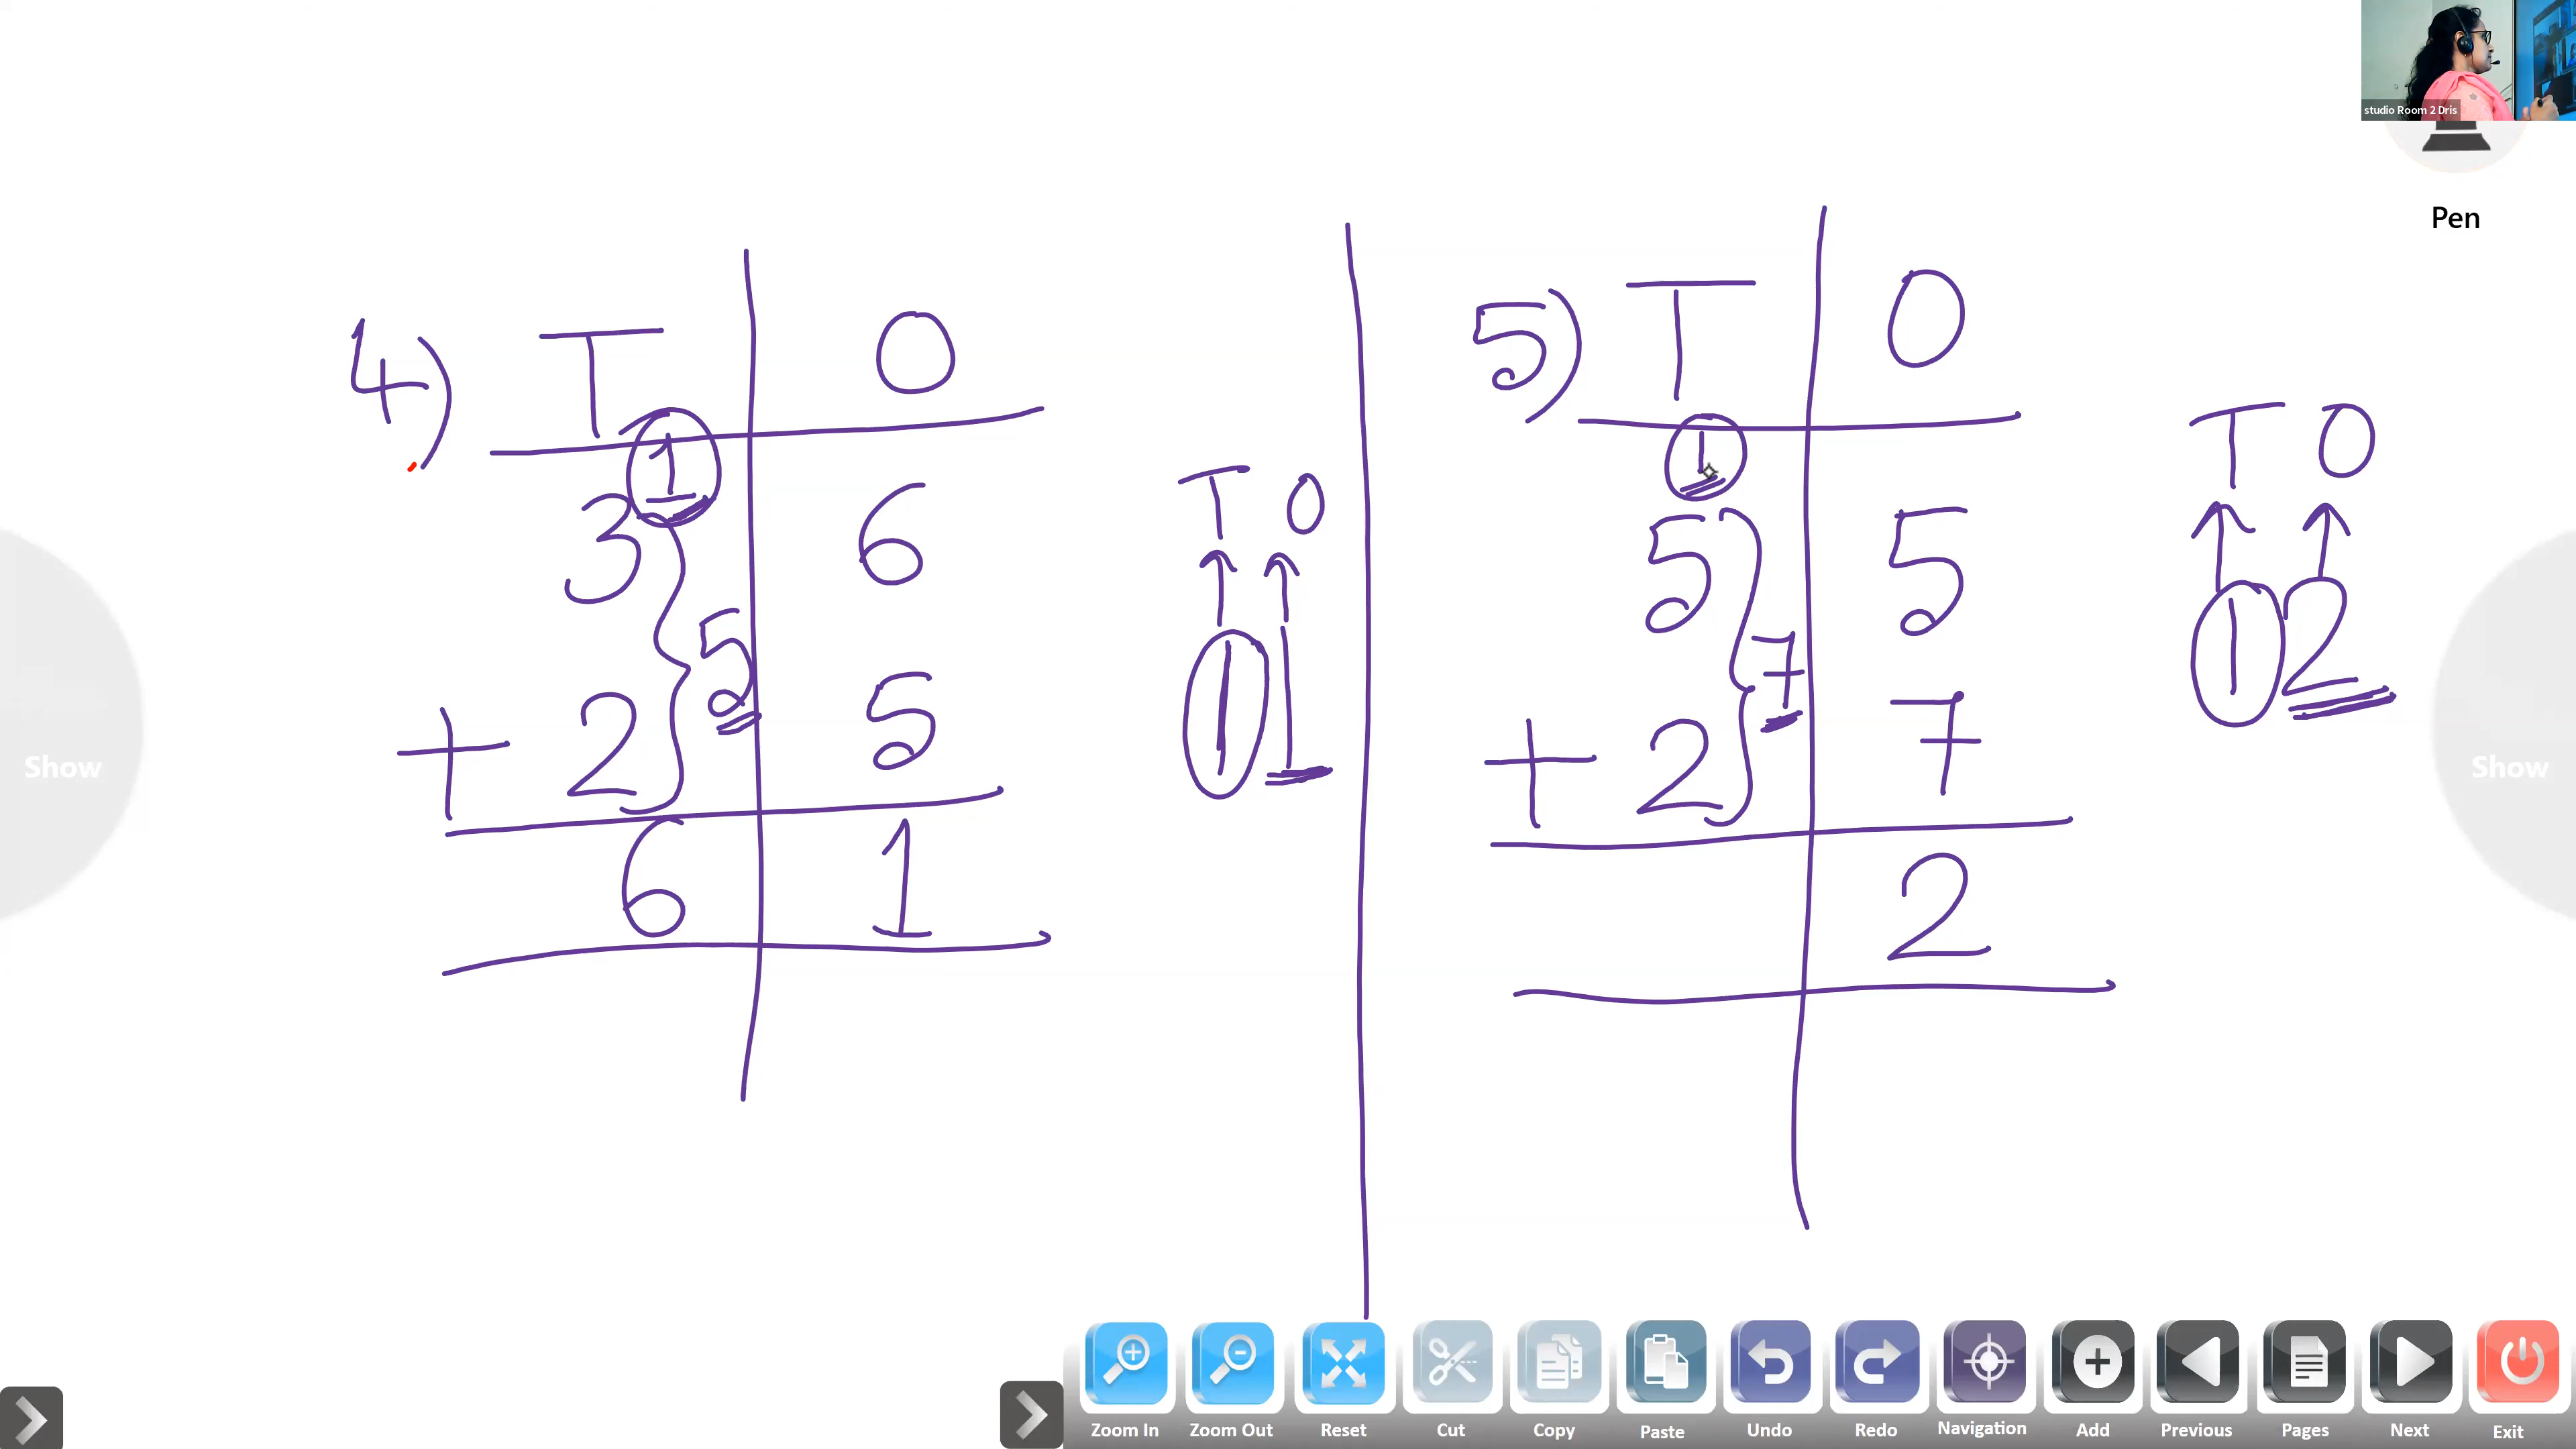 studio Room 2 Dris
Pen
4) T O
1
3 6
5
+ 2 5
6 1
T O
1 1
5) T O
1
5 5
7
+ 2 7
2
T O
1 2
Show
Show
Zoom In Zoom Out Reset Cut Copy Paste Undo Redo Navigation Add Previous Pages Next Exit